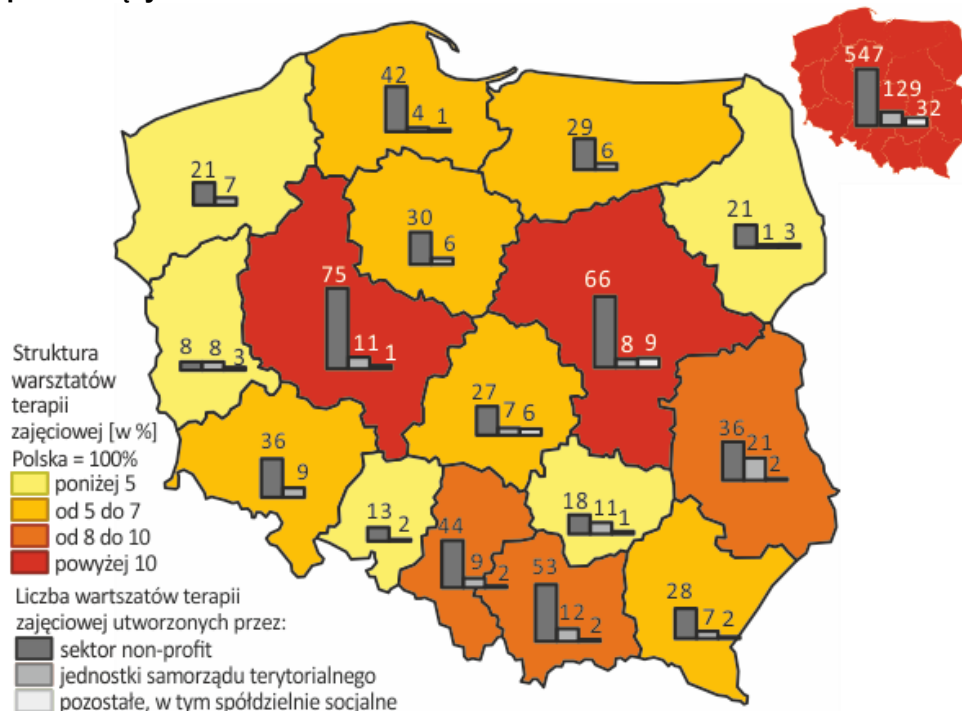 547
129
32
42
4
1
29
6
21
7
21
1 3
30
6
75
11
1
66
8 9
8 8
3
27
7 6
36
21
2
36
9
18
11
1
13
2
44
9
2
53
12
2
28
7 2
Struktura
warsztatów
terapii
zajęciowej [w %]
Polska = 100%
poniżej 5
od 5 do 7
od 8 do 10
powyżej 10
Liczba wartszatów terapii
zajęciowej utworzonych przez:
sektor non-profit
jednostki samorządu terytorialnego
pozostałe, w tym spółdzielnie socjalne